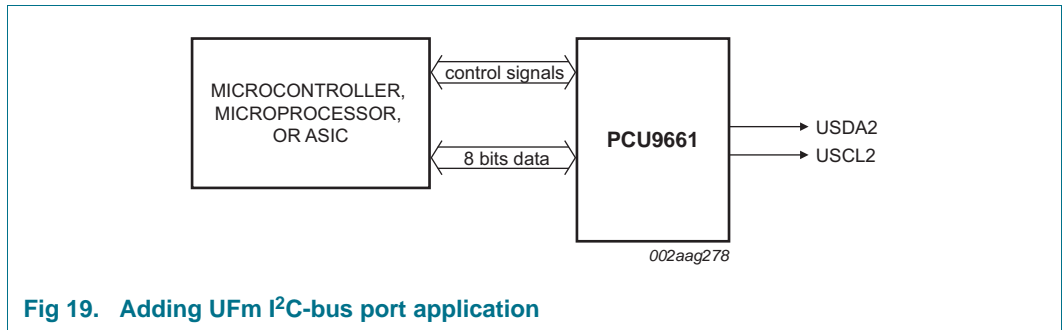 MICROCONTROLLER,
MICROPROCESSOR,
OR ASIC
control signals
8 bits data
PCU9661
USDA2
USCL2
002aag278
Fig 19. Adding UFm I²C-bus port application